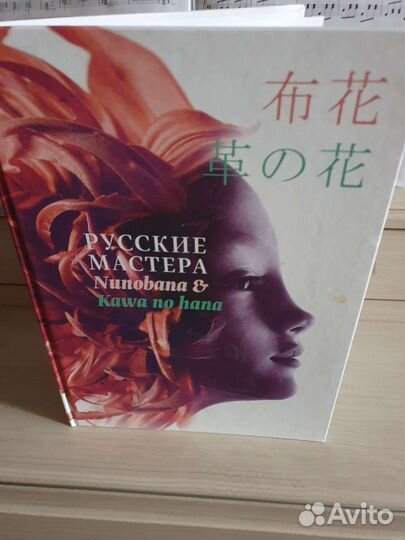 布花
革の花
РУССКИЕ
МАСТЕРА
Nunobana &
Kawa no hana
Avito